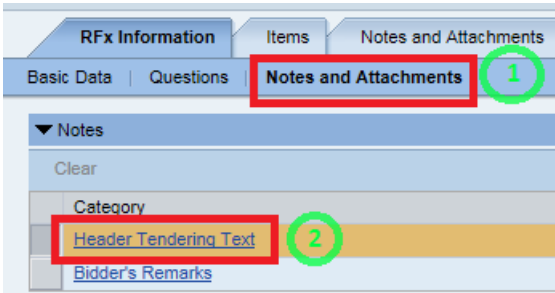 RFx Information Items Notes and Attachments
Basic Data | Questions | Notes and Attachments 1
Notes
Clear
Category
Header Tendering Text 2
Bidder's Remarks